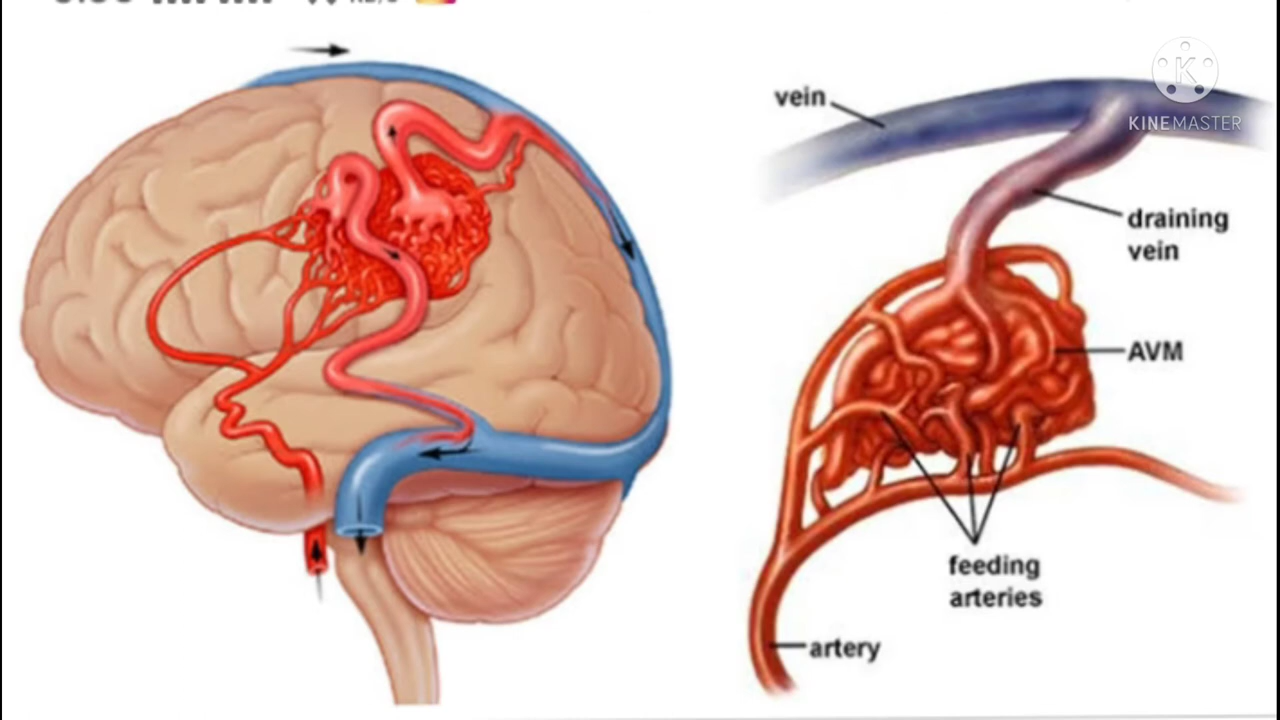 vein
KINEMASTER
draining
vein
AVM
feeding
arteries
artery